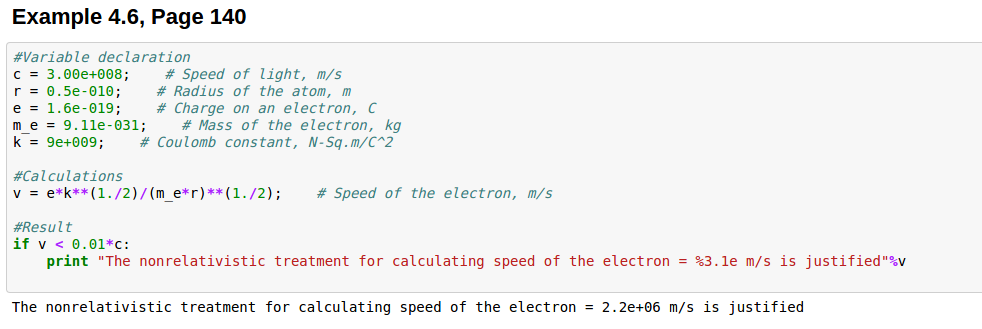 Example 4.6, Page 140
#Variable declaration
c = 3.00e+008;    # Speed of light, m/s
r = 0.5e-010;    # Radius of the atom, m
e = 1.6e-019;    # Charge on an electron, C
m_e = 9.11e-031;    # Mass of the electron, kg
k = 9e+009;    # Coulomb constant, N-Sq.m/C^2
#Calculations
v = e*k**(1./2)/(m_e*r)**(1./2);    # Speed of the electron, m/s
#Result
if v < 0.01*c:
    print "The nonrelativistic treatment for calculating speed of the electron = %3.1e m/s is justified"%v
The nonrelativistic treatment for calculating speed of the electron = 2.2e+06 m/s is justified